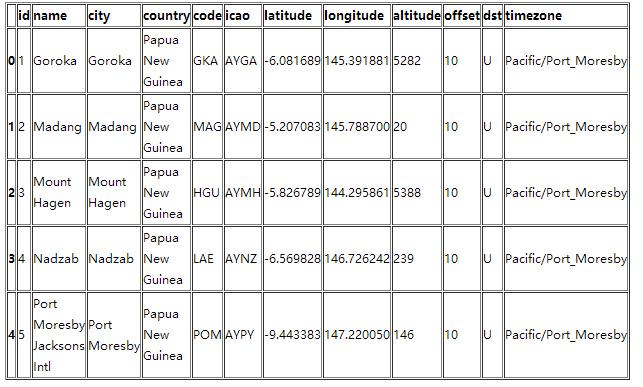 id name city country code icao latitude longitude altitude offset dst timezone
0 1 Goroka Goroka Papua New Guinea GKA AYGA -6.081689 145.391881 5282 10 U Pacific/Port_Moresby
1 2 Madang Madang Papua New Guinea MAG AYMD -5.207083 145.788700 20 10 U Pacific/Port_Moresby
2 3 Mount Hagen Mount Hagen Papua New Guinea HGU AYMH -5.826789 144.295861 5388 10 U Pacific/Port_Moresby
3 4 Nadzab Nadzab Papua New Guinea LAE AYNZ -6.569828 146.726242 239 10 U Pacific/Port_Moresby
4 5 Port Moresby Jacksons Intl Port Moresby Papua New Guinea POM AYPY -9.443383 147.220050 146 10 U Pacific/Port_Moresby